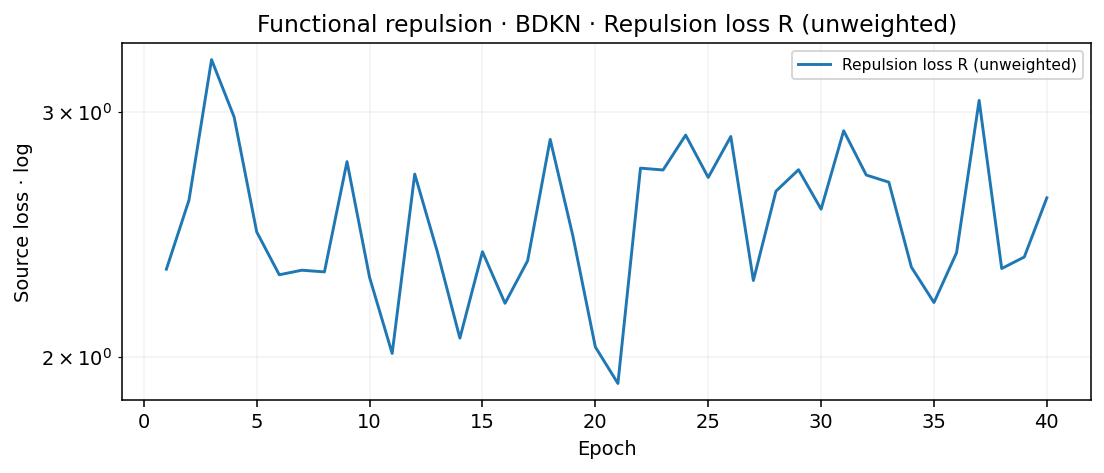 Functional repulsion · BDKN · Repulsion loss R (unweighted)
Repulsion loss R (unweighted)
Source loss · log
3 × 10⁰
2 × 10⁰
0 5 10 15 20 25 30 35 40
Epoch